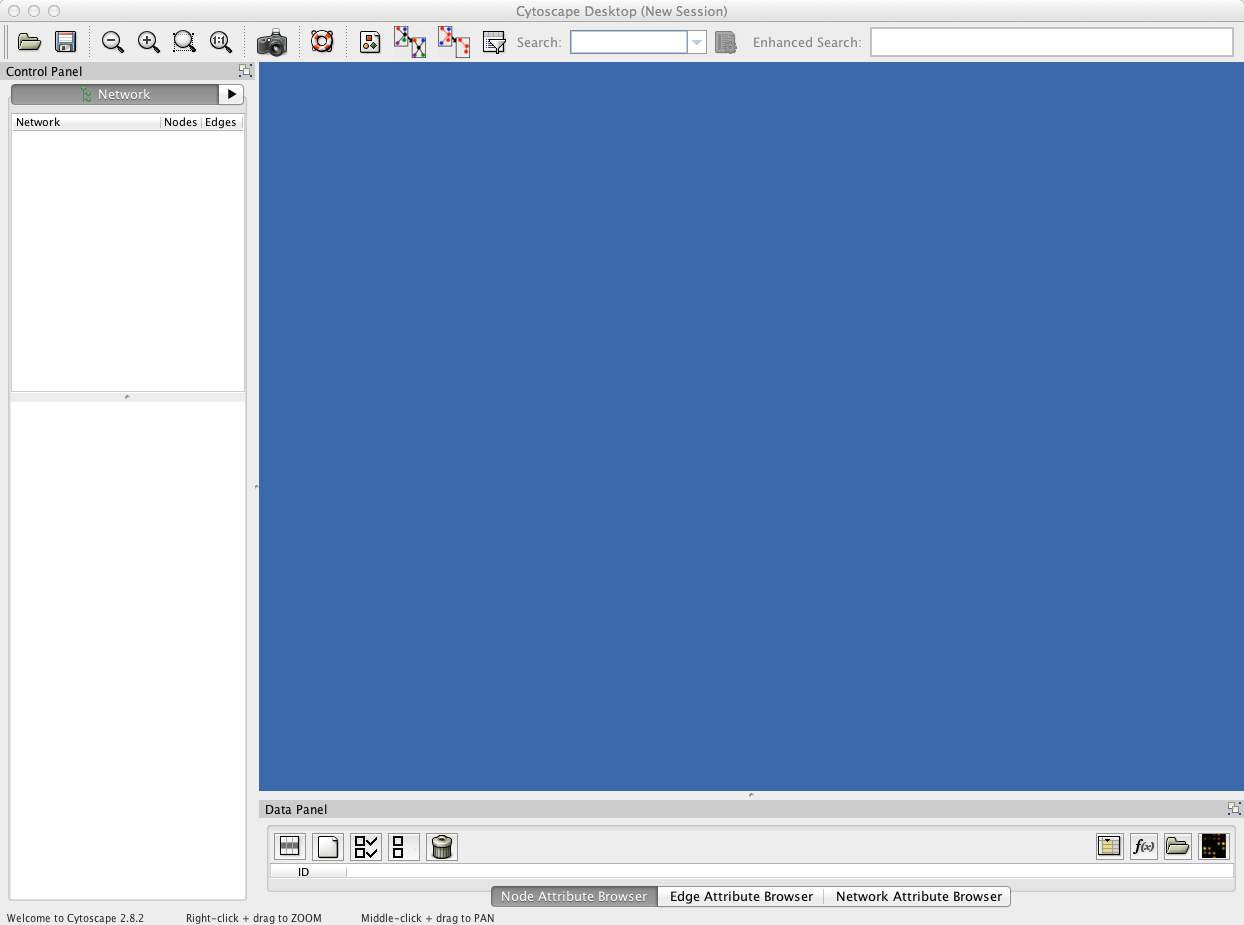 Cytoscape Desktop (New Session)
1:1
Search:
Enhanced Search:
Control Panel
Network
Network Nodes Edges
Data Panel
f(x)
ID
Node Attribute Browser Edge Attribute Browser Network Attribute Browser
Welcome to Cytoscape 2.8.2 Right-click + drag to ZOOM Middle-click + drag to PAN